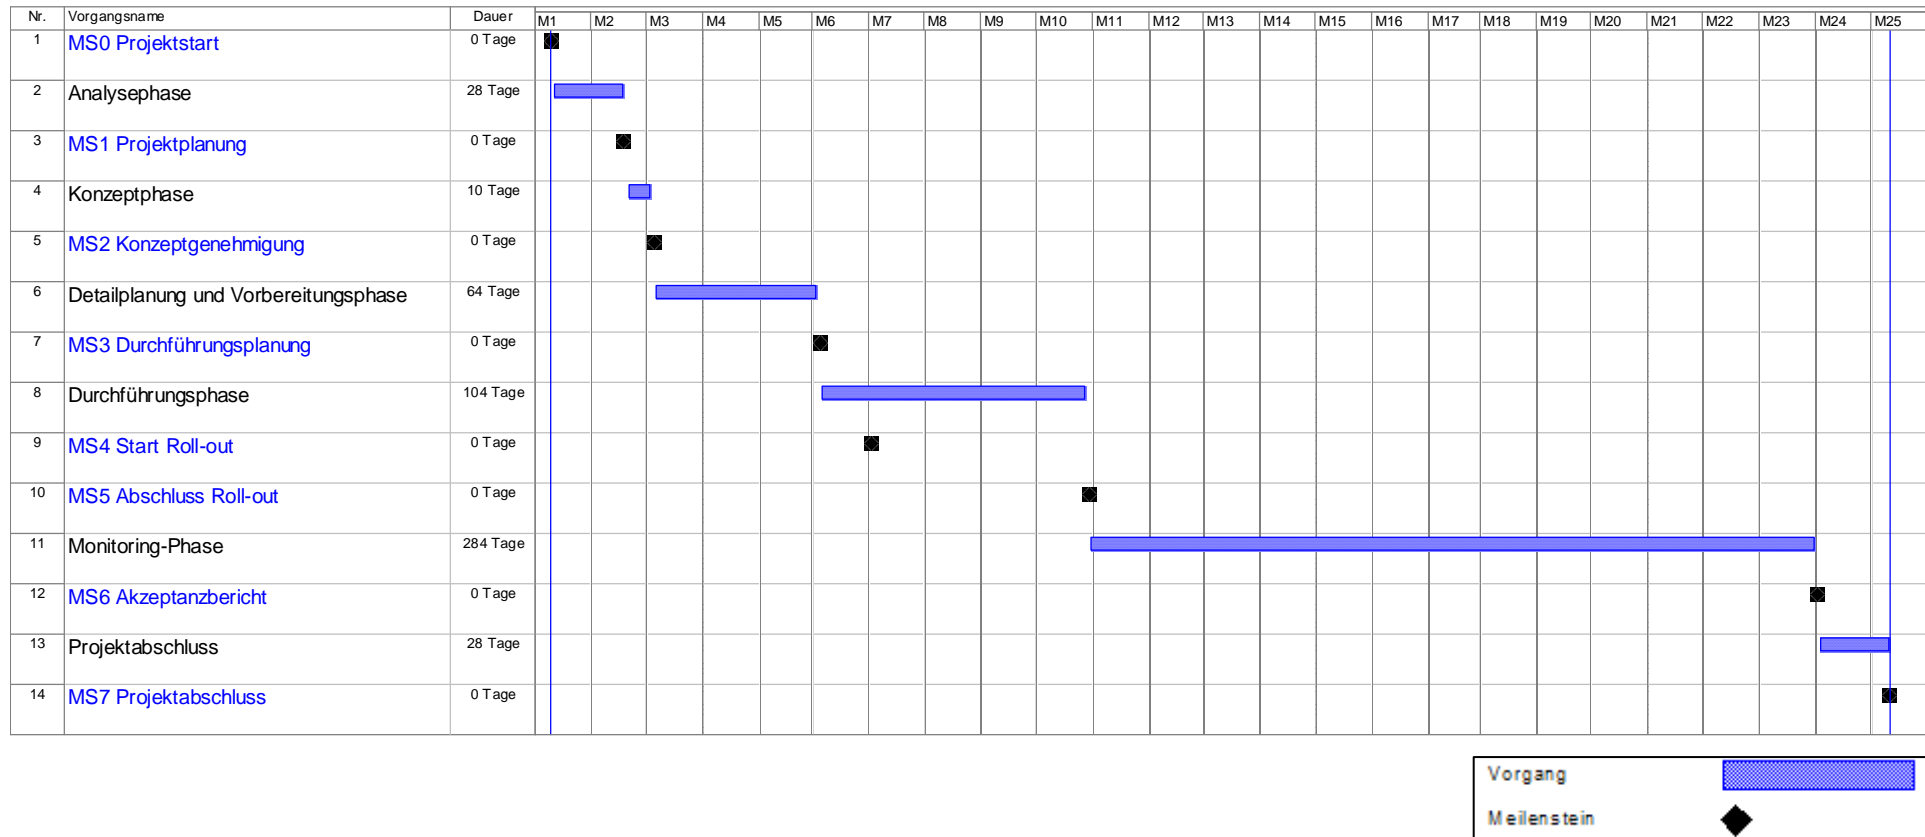 Nr. Vorgangsname Dauer M1 M2 M3 M4 M5 M6 M7 M8 M9 M10 M11 M12 M13 M14 M15 M16 M17 M18 M19 M20 M21 M22 M23 M24 M25
1 MS0 Projektstart 0 Tage
2 Analysephase 28 Tage
3 MS1 Projektplanung 0 Tage
4 Konzeptphase 10 Tage
5 MS2 Konzeptgenehmigung 0 Tage
6 Detailplanung und Vorbereitungsphase 64 Tage
7 MS3 Durchführungsplanung 0 Tage
8 Durchführungsphase 104 Tage
9 MS4 Start Roll-out 0 Tage
10 MS5 Abschluss Roll-out 0 Tage
11 Monitoring-Phase 284 Tage
12 MS6 Akzeptanzbericht 0 Tage
13 Projektabschluss 28 Tage
14 MS7 Projektabschluss 0 Tage
Vorgang
Meilenstein